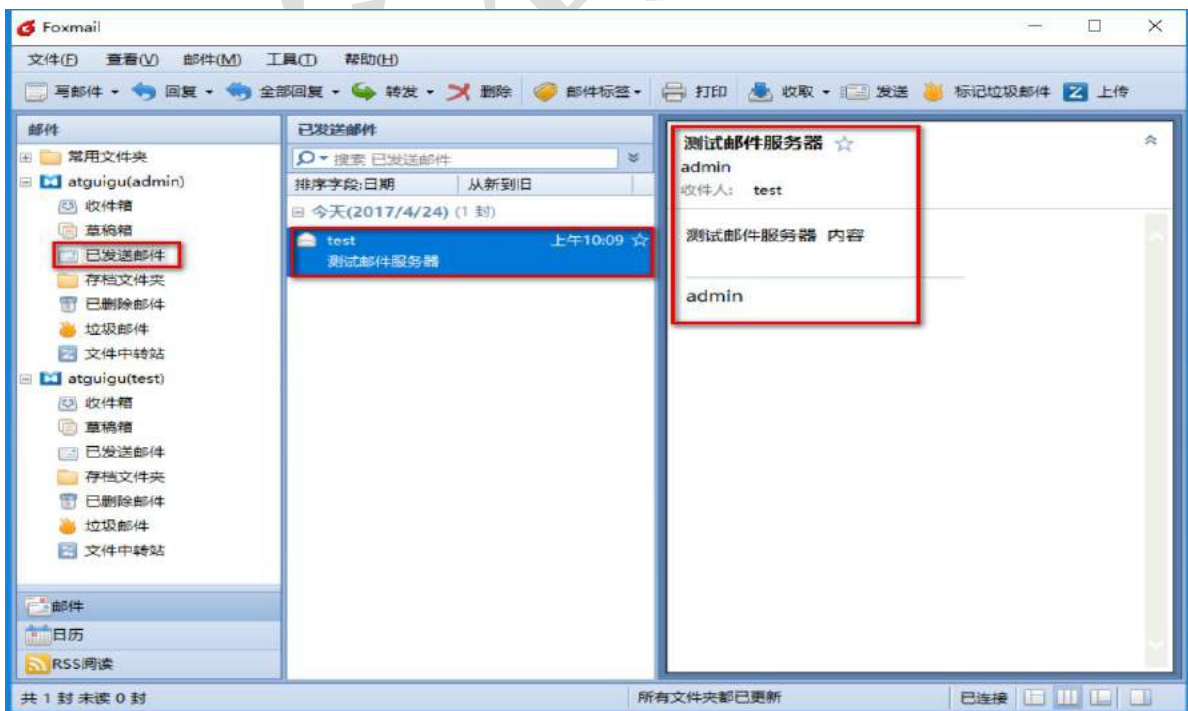 Foxmail
文件(F) 查看(V) 邮件(M) 工具(T) 帮助(H)
写邮件 回复 全部回复 转发 删除 邮件标签 打印 收取 发送 标记垃圾邮件 上传
邮件
常用文件夹
atguigu(admin)
收件箱
草稿箱
已发送邮件
存档文件夹
已删除邮件
垃圾邮件
文件中转站
atguigu(test)
收件箱
草稿箱
已发送邮件
存档文件夹
已删除邮件
垃圾邮件
文件中转站
邮件
日历
RSS阅读
已发送邮件
搜索 已发送邮件
排序字段:日期 从新到旧
今天(2017/4/24) (1 封)
test 上午10:09
测试邮件服务器
测试邮件服务器
admin
收件人: test
测试邮件服务器 内容
admin
共 1 封 未读 0 封 所有文件夹都已更新 已连接